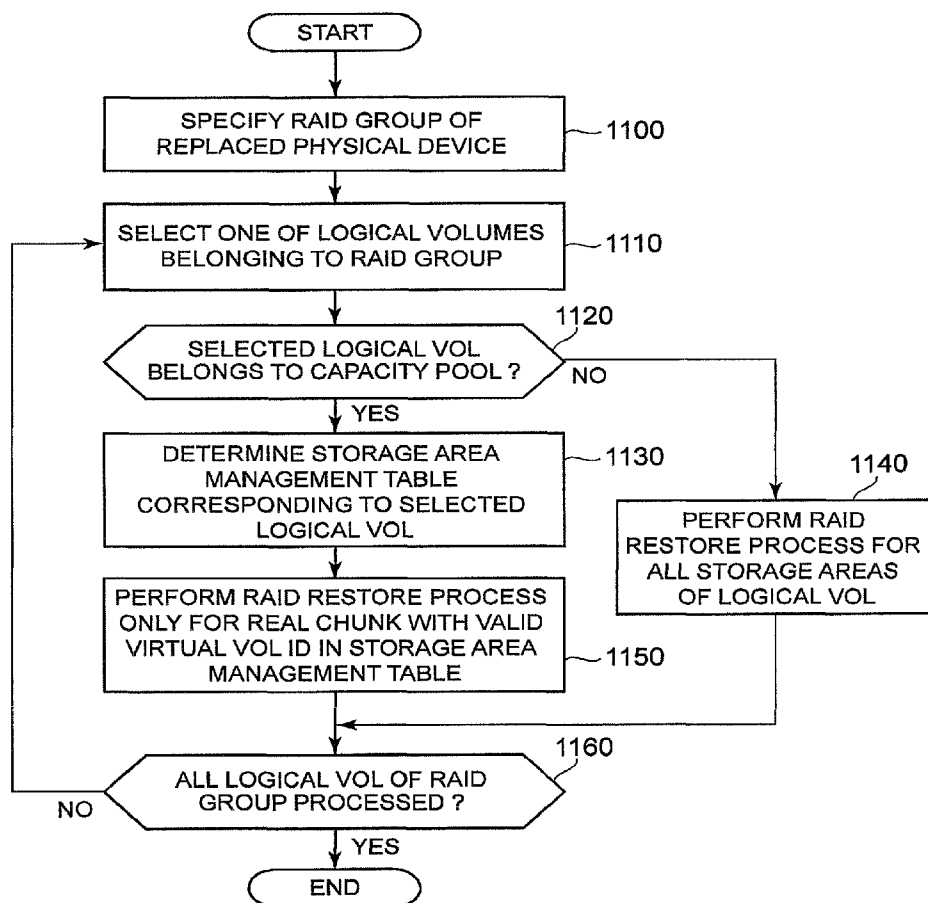 START
SPECIFY RAID GROUP OF
REPLACED PHYSICAL DEVICE
1100
SELECT ONE OF LOGICAL VOLUMES
BELONGING TO RAID GROUP
1110
1120
SELECTED LOGICAL VOL
BELONGS TO CAPACITY POOL ?
NO
YES
DETERMINE STORAGE AREA
MANAGEMENT TABLE
CORRESPONDING TO SELECTED
LOGICAL VOL
1130
1140
PERFORM RAID
RESTORE PROCESS FOR
ALL STORAGE AREAS
OF LOGICAL VOL
PERFORM RAID RESTORE PROCESS
ONLY FOR REAL CHUNK WITH VALID
VIRTUAL VOL ID IN STORAGE AREA
MANAGEMENT TABLE
1150
1160
ALL LOGICAL VOL OF RAID
GROUP PROCESSED ?
NO
YES
END